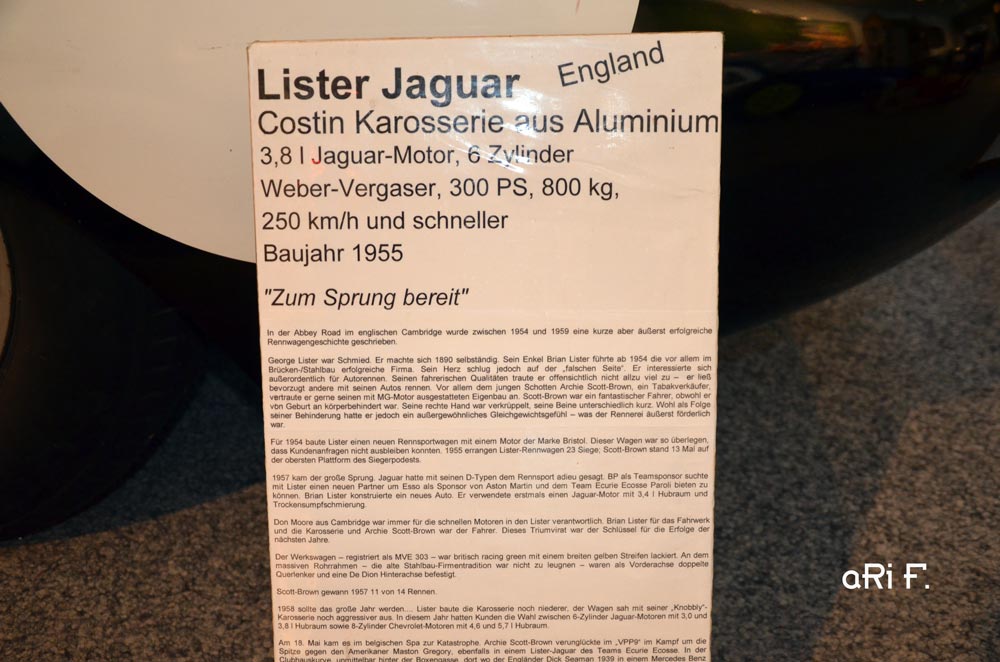 England
Lister Jaguar
Costin Karosserie aus Aluminium
3,8 l Jaguar-Motor, 6 Zylinder
Weber-Vergaser, 300 PS, 800 kg,
250 km/h und schneller
Baujahr 1955
"Zum Sprung bereit"
In der Abbey Road im englischen Cambridge wurde zwischen 1954 und 1959 eine kurze aber äußerst erfolgreiche
Rennwagengeschichte geschrieben.
George Lister war Schmied. Er machte sich 1890 selbständig. Sein Enkel Brian Lister führte ab 1954 die vor allem im
Brücken-/Stahlbau erfolgreiche Firma. Sein Herz schlug jedoch auf der „falschen Seite". Er interessierte sich
außerordentlich für Autorennen. Seinen fahrerischen Qualitäten traute er offensichtlich nicht allzu viel zu – er ließ
bevorzugt andere mit seinen Autos rennen. Vor allem dem jungen Schotten Archie Scott-Brown, ein Tabakverkäufer,
vertraute er gerne seinen mit MG-Motor ausgestatteten Eigenbau an. Scott-Brown war ein fantastischer Fahrer, obwohl er
von Geburt an körperbehindert war. Seine rechte Hand war verkrüppelt, seine Beine unterschiedlich kurz. Wohl als Folge
seiner Behinderung hatte er jedoch ein außergewöhnliches Gleichgewichtsgefühl – was der Rennerei äußerst förderlich
war.
Für 1954 baute Lister einen neuen Rennsportwagen mit einem Motor der Marke Bristol. Dieser Wagen war so überlegen,
dass Kundenanfragen nicht ausbleiben konnten. 1955 errangen Lister-Rennwagen 23 Siege; Scott-Brown stand 13 Mal auf
der obersten Plattform des Siegerpodests.
1957 kam der große Sprung. Jaguar hatte mit seinen D-Typen dem Rennsport adieu gesagt. BP als Teamsponsor suchte
mit Lister einen neuen Partner um Esso als Sponsor von Aston Martin und dem Team Ecurie Ecosse Paroli bieten zu
können. Brian Lister konstruierte ein neues Auto. Er verwendete erstmals einen Jaguar-Motor mit 3,4 l Hubraum und
Trockensumpfschmierung.
Don Moore aus Cambridge war immer für die schnellen Motoren in den Lister verantwortlich. Brian Lister für das Fahrwerk
und die Karosserie und Archie Scott-Brown war der Fahrer. Dieses Triumvirat war der Schlüssel für die Erfolge der
nächsten Jahre.
Der Werkswagen – registriert als MVE 303 – war britisch racing green mit einem breiten gelben Streifen lackiert. An dem
massiven Rohrrahmen – die alte Stahlbau-Firmentradition war nicht zu leugnen – waren als Vorderachse doppelte
Querlenker und eine De Dion Hinterachse befestigt.
Scott-Brown gewann 1957 11 von 14 Rennen.
1958 sollte das große Jahr werden.... Lister baute die Karosserie noch niederer, der Wagen sah mit seiner „Knobbly"-
Karosserie noch aggressiver aus. In diesem Jahr hatten Kunden die Wahl zwischen 6-Zylinder Jaguar-Motoren mit 3,0 und
3,8 l Hubraum sowie 8-Zylinder Chevrolet-Motoren mit 4,6 und 5,7 l Hubraum.
Am 18. Mai kam es im belgischen Spa zur Katastrophe. Archie Scott-Brown verunglückte im „VPP9" im Kampf um die
Spitze gegen den Amerikaner Maston Gregory, ebenfalls in einem Lister-Jaguar des Teams Ecurie Ecosse. In der
Clubhauskurve, unmittelbar hinter der Boxengasse, dort wo der Engländer Dick Seaman 1939 in einem Mercedes Benz
aRi F.